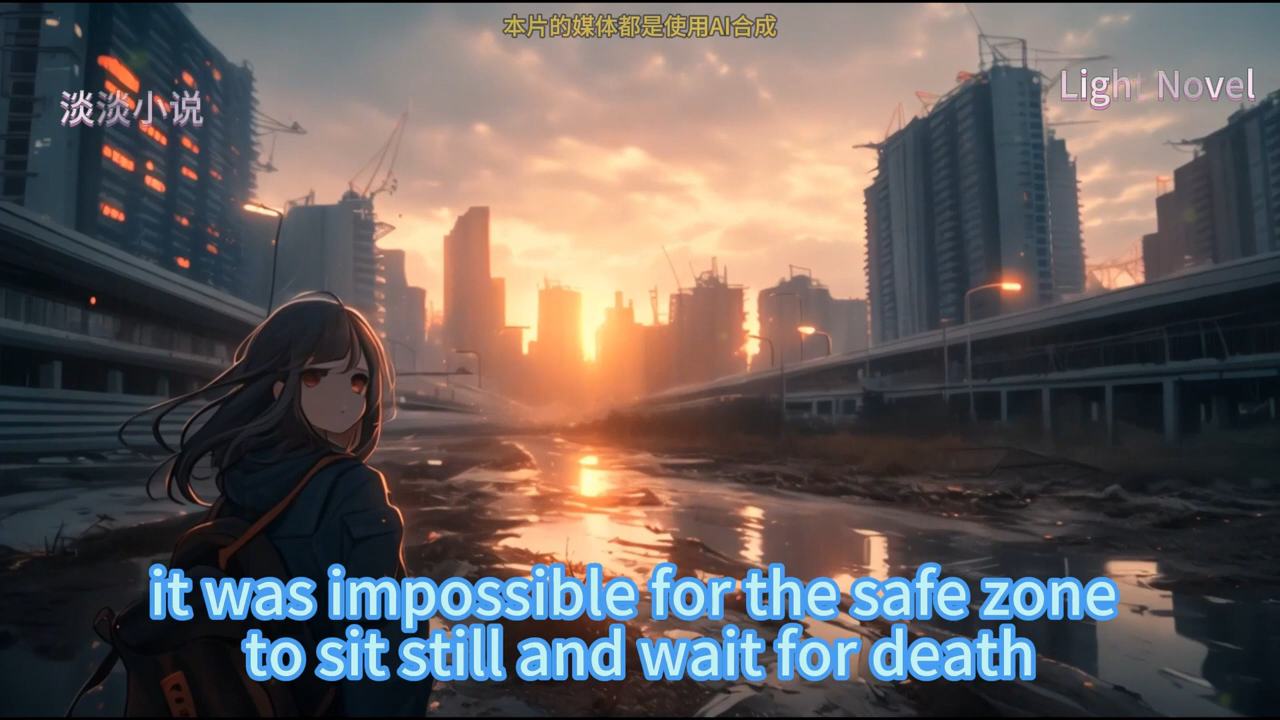 本片的媒体都是使用AI合成
淡淡小说
Light Novel
it was impossible for the safe zone
to sit still and wait for death